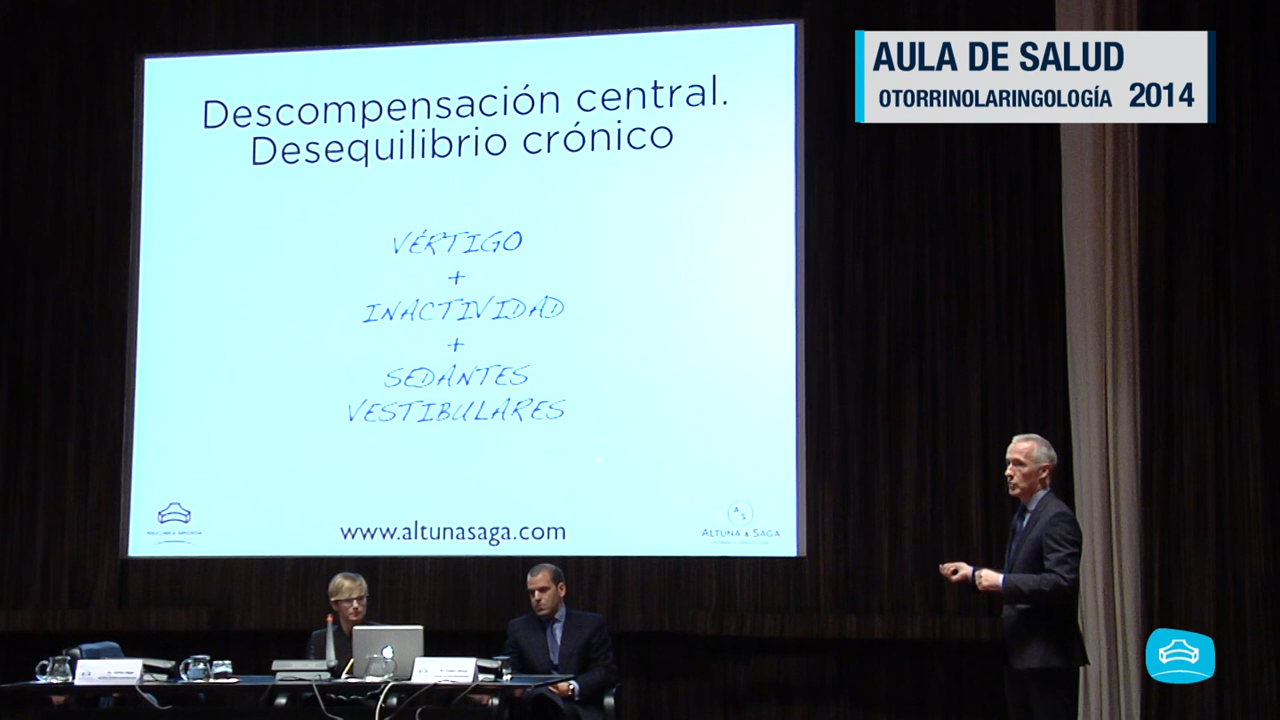 Descompensación central.
Desequilibrio crónico
VÉRTIGO
+
INACTIVIDAD
+
SEDANTES
VESTIBULARES
www.altunasaga.com
ALTUNA & SAGA
AULA DE SALUD
OTORRINOLARINGOLOGÍA 2014